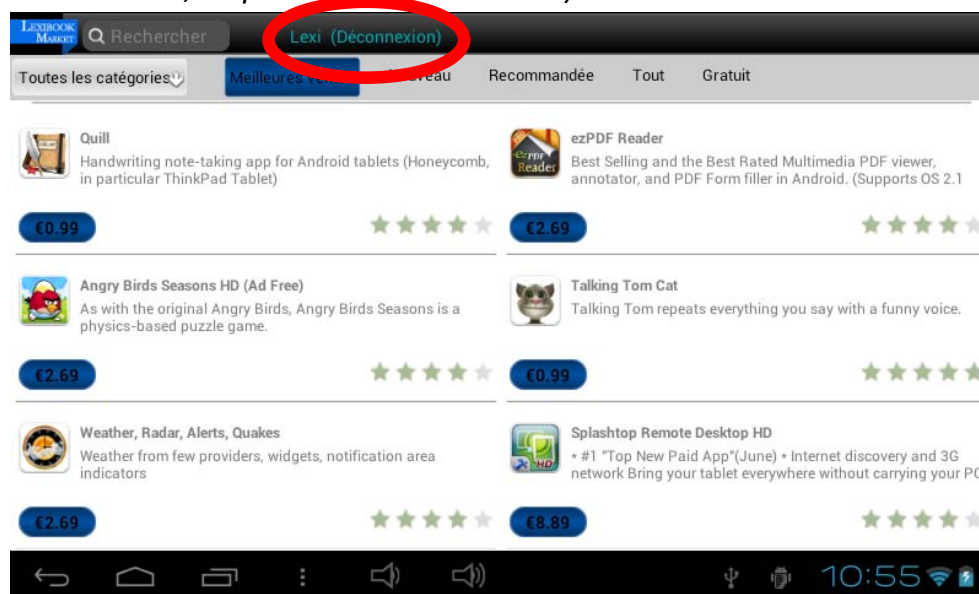 LEXIBOOK
MARKET
Rechercher
Lexi (Déconnexion)
Toutes les catégories
Meilleures
Recommandée
Tout
Gratuit
Quill
Handwriting note-taking app for Android tablets (Honeycomb,
in particular ThinkPad Tablet)
€0.99
ezPDF Reader
Best Selling and the Best Rated Multimedia PDF viewer,
annotator, and PDF Form filler in Android. (Supports OS 2.1
€2.69
Angry Birds Seasons HD (Ad Free)
As with the original Angry Birds, Angry Birds Seasons is a
physics-based puzzle game.
€2.69
Talking Tom Cat
Talking Tom repeats everything you say with a funny voice.
€0.99
Weather, Radar, Alerts, Quakes
Weather from few providers, widgets, notification area
indicators
€2.69
Splashtop Remote Desktop HD
* #1 "Top New Paid App"(June) * Internet discovery and 3G
network Bring your tablet everywhere without carrying your PC
€8.89
10:55